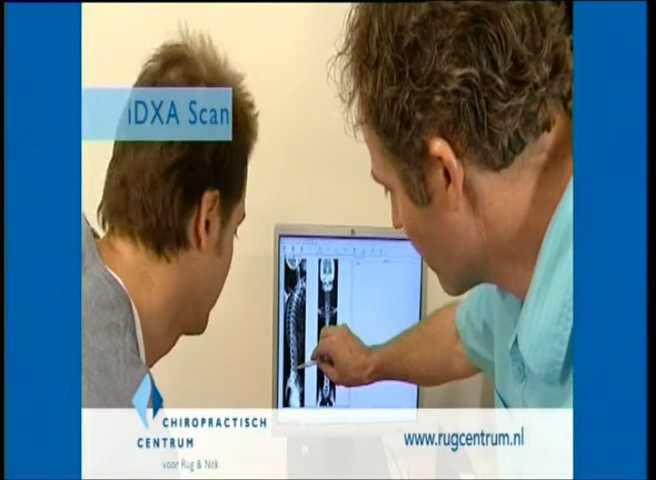 iDXA Scan
CHIROPRACTISCH
CENTRUM
voor Rug & Nek
www.rugcentrum.nl